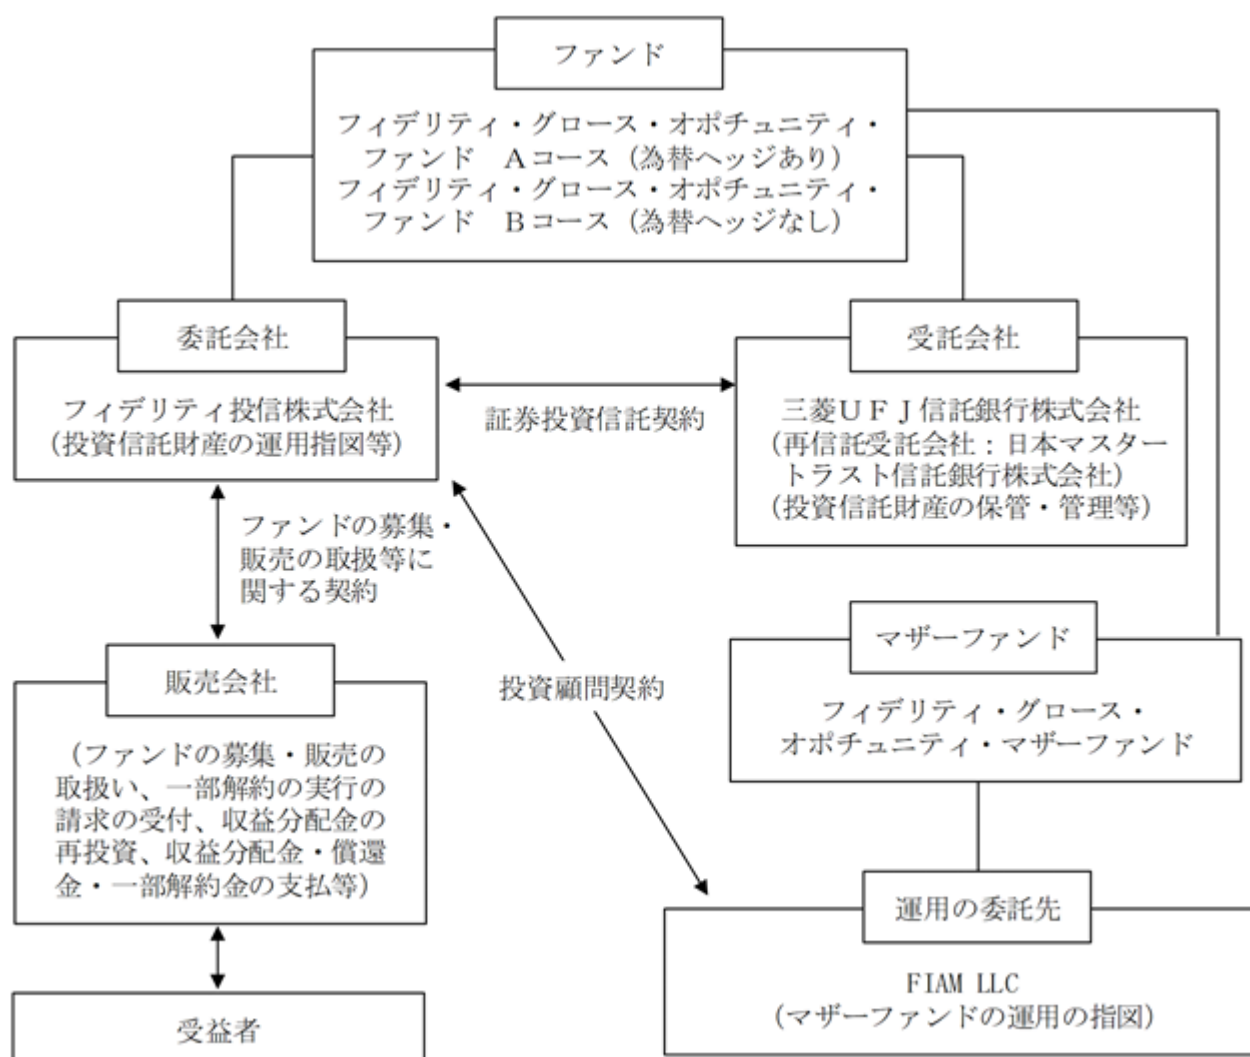 ファンド
フィデリティ・グロース・オポチュニティ・
ファンド　Ａコース（為替ヘッジあり）
フィデリティ・グロース・オポチュニティ・
ファンド　Ｂコース（為替ヘッジなし）
委託会社
フィデリティ投信株式会社
（投資信託財産の運用指図等）
証券投資信託契約
受託会社
三菱ＵＦＪ信託銀行株式会社
（再信託受託会社：日本マスター
トラスト信託銀行株式会社）
（投資信託財産の保管・管理等）
ファンドの募集・
販売の取扱等に
関する契約
投資顧問契約
マザーファンド
フィデリティ・グロース・
オポチュニティ・マザーファンド
販売会社
（ファンドの募集・販売の
取扱い、一部解約の実行の
請求の受付、収益分配金の
再投資、収益分配金・償還
金・一部解約金の支払等）
運用の委託先
FIAM LLC
（マザーファンドの運用の指図）
受益者